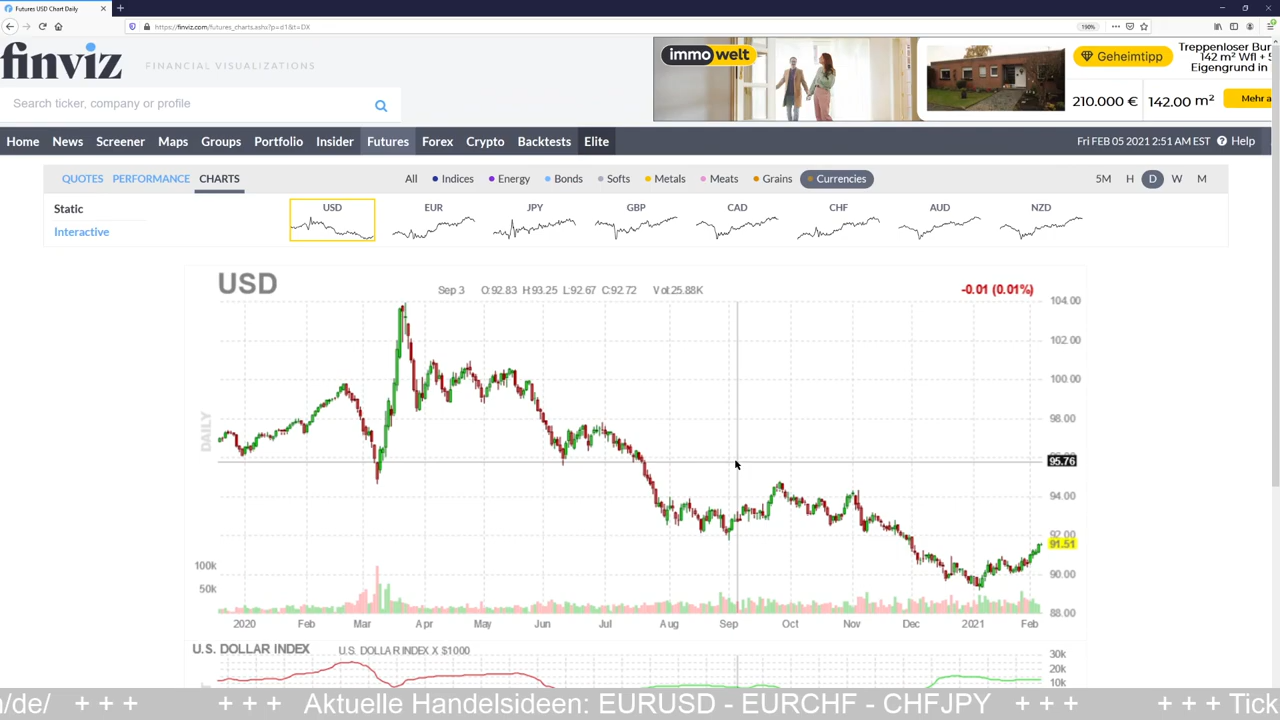 Futures USD Chart Daily
https://finviz.com/futures_charts.ashx?p=d1&t=DX
150%
finviz FINANCIAL VISUALIZATIONS
immo welt
Geheimtipp
Treppenloser Bun
142 m² Wfl + S
Eigengrund in
210.000 € 142.00 m²
Mehr a
Search ticker, company or profile
Home News Screener Maps Groups Portfolio Insider Futures Forex Crypto Backtests Elite
Fri FEB 05 2021 2:51 AM EST Help
QUOTES PERFORMANCE CHARTS
All Indices Energy Bonds Softs Metals Meats Grains Currencies
5M H D W M
Static
Interactive
USD EUR JPY GBP CAD CHF AUD NZD
USD
Sep 3 O:92.83 H:93.25 L:92.67 C:92.72 Vol:25.88K
-0.01 (0.01%)
DAILY
104.00
102.00
100.00
98.00
95.76
94.00
92.00
91.51
90.00
88.00
100k
50k
2020 Feb Mar Apr May Jun Jul Aug Sep Oct Nov Dec 2021 Feb
U.S. DOLLAR INDEX U.S. DOLLAR INDEX X $1000
30k
20k
10k
n/de/ +++ +++ Aktuelle Handelsideen: EURUSD - EURCHF - CHFJPY +++ +++ Tick